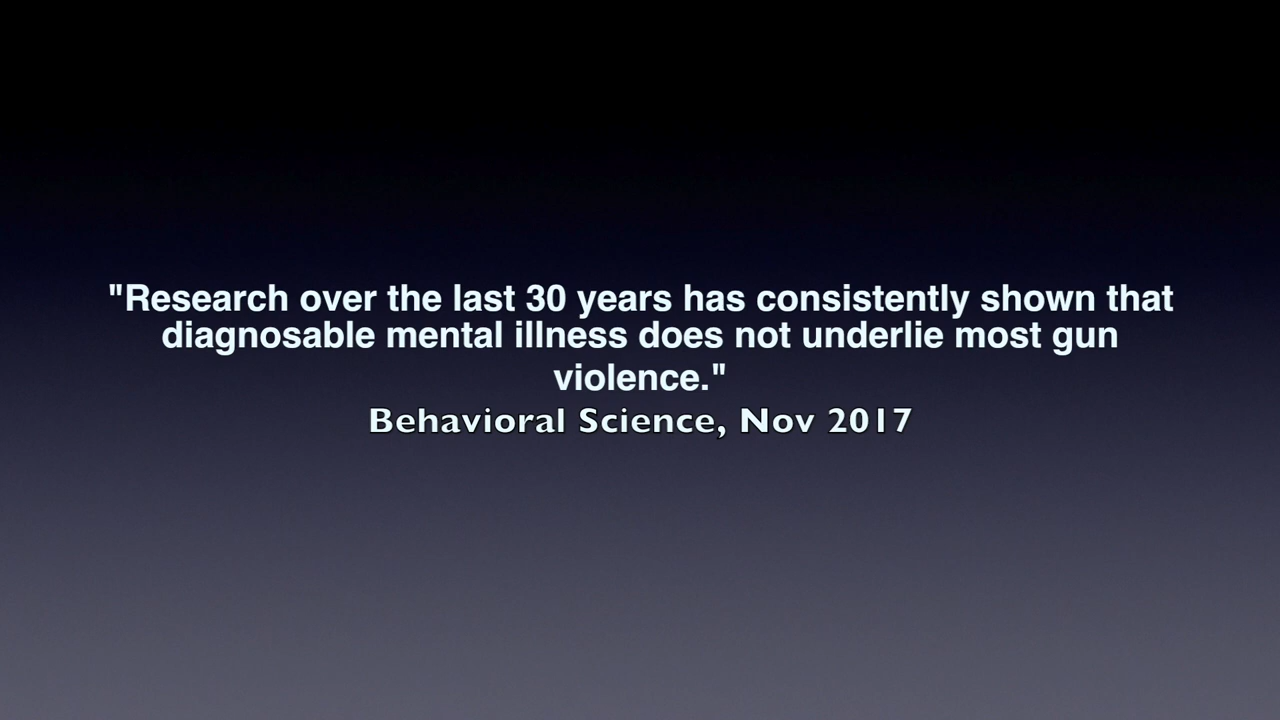 "Research over the last 30 years has consistently shown that
diagnosable mental illness does not underlie most gun
violence."
Behavioral Science, Nov 2017